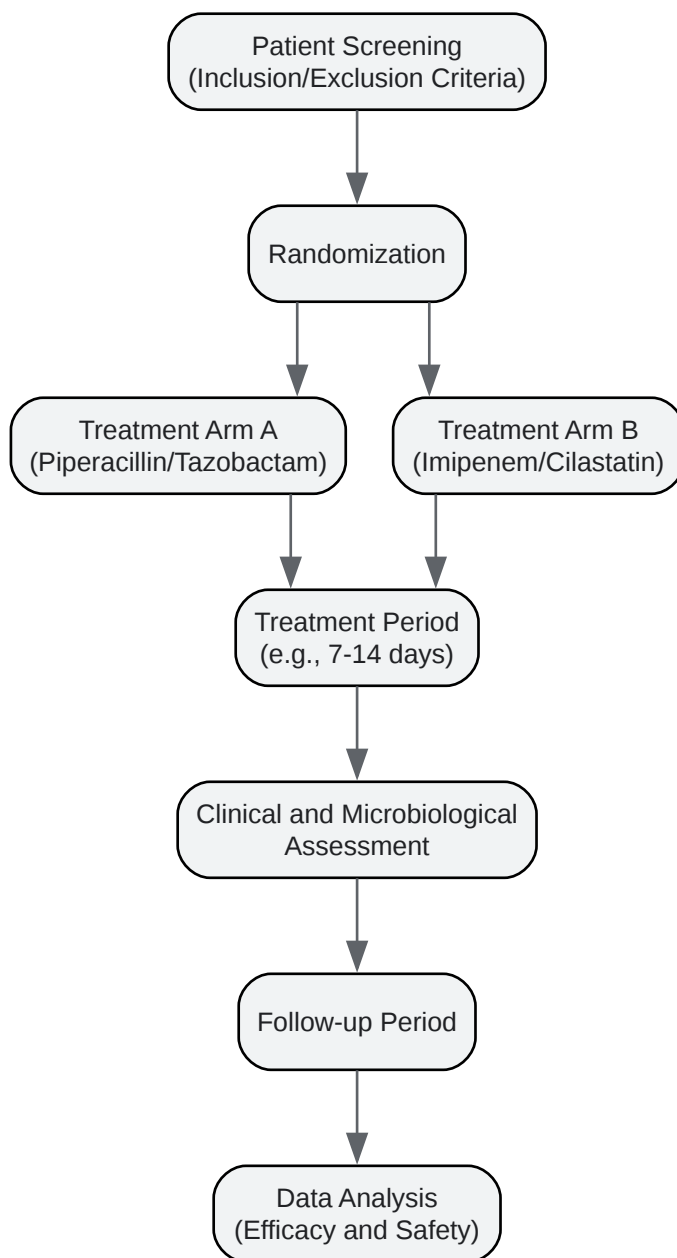 Patient Screening
(Inclusion/Exclusion Criteria)
Randomization
Treatment Arm A
(Piperacillin/Tazobactam)
Treatment Arm B
(Imipenem/Cilastatin)
Treatment Period
(e.g., 7-14 days)
Clinical and Microbiological
Assessment
Follow-up Period
Data Analysis
(Efficacy and Safety)